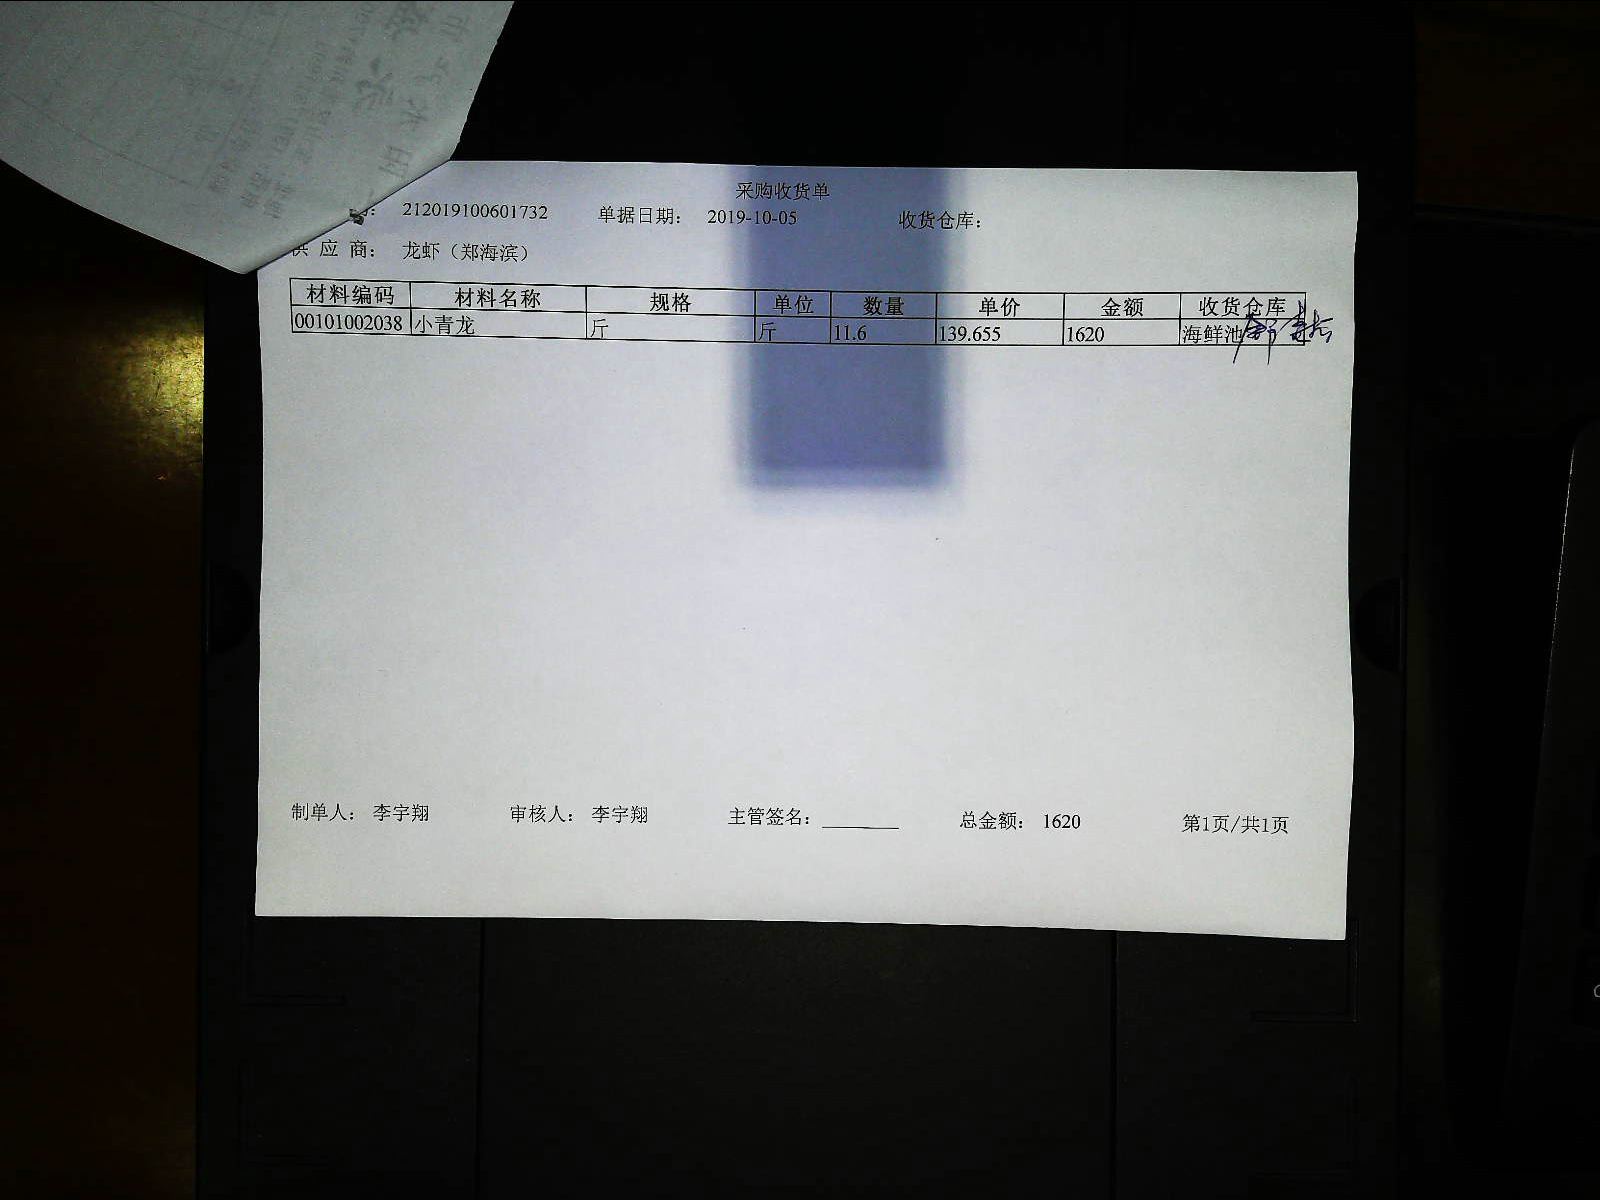 采购收货单
212019100601732 单据日期： 2019-10-05 收货仓库：
供 应 商： 龙虾（郑海滨）
材料编码 材料名称 规格 单位 数量 单价 金额 收货仓库
00101002038 小青龙 斤 斤 11.6 139.655 1620 海鲜池
制单人： 李宇翔 审核人： 李宇翔 主管签名： 总金额： 1620 第1页/共1页